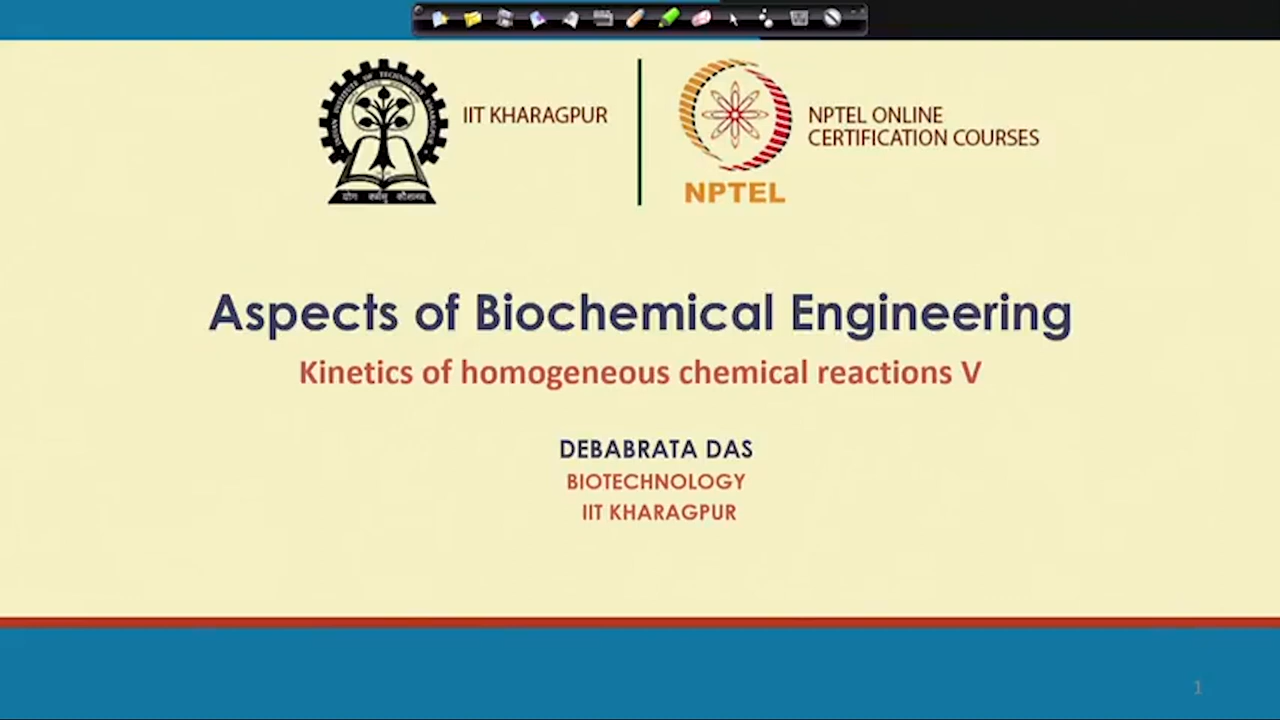 IIT KHARAGPUR
NPTEL ONLINE
CERTIFICATION COURSES
NPTEL
Aspects of Biochemical Engineering
Kinetics of homogeneous chemical reactions V
DEBABRATA DAS
BIOTECHNOLOGY
IIT KHARAGPUR
1